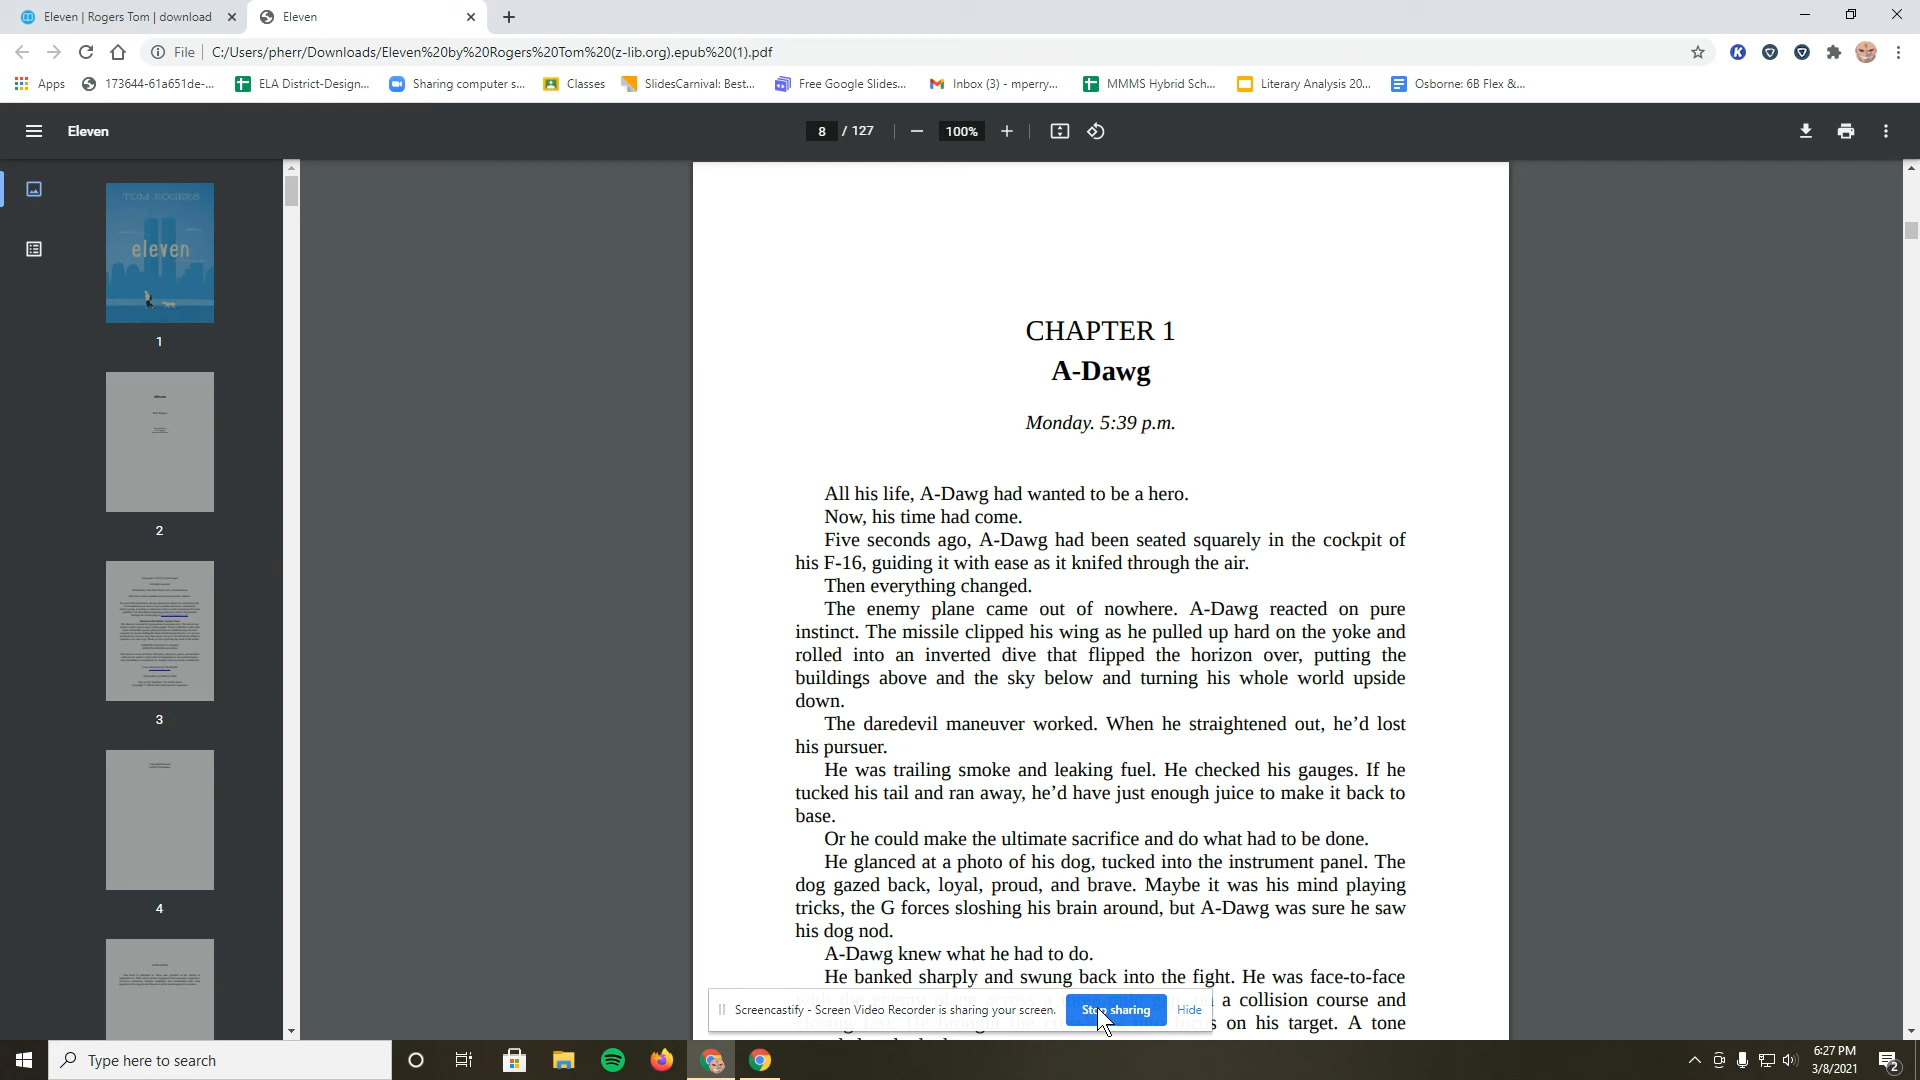 Eleven | Rogers Tom | download
Eleven
File
C:/Users/pherr/Downloads/Eleven%20by%20Rogers%20Tom%20(z-lib.org).epub%20(1).pdf
Apps
173644-61a651de-...
ELA District-Design...
Sharing computer s...
Classes
SlidesCarnival: Best...
Free Google Slides...
Inbox (3) - mperry...
MMMS Hybrid Sch...
Literary Analysis 20...
Osborne: 6B Flex &...
Eleven
8 / 127
100%
TOM ROGERS
eleven
1
2
3
4
CHAPTER 1
A-Dawg
Monday. 5:39 p.m.
All his life, A-Dawg had wanted to be a hero.
Now, his time had come.
Five seconds ago, A-Dawg had been seated squarely in the cockpit of
his F-16, guiding it with ease as it knifed through the air.
Then everything changed.
The enemy plane came out of nowhere. A-Dawg reacted on pure
instinct. The missile clipped his wing as he pulled up hard on the yoke and
rolled into an inverted dive that flipped the horizon over, putting the
buildings above and the sky below and turning his whole world upside
down.
The daredevil maneuver worked. When he straightened out, he'd lost
his pursuer.
He was trailing smoke and leaking fuel. He checked his gauges. If he
tucked his tail and ran away, he'd have just enough juice to make it back to
base.
Or he could make the ultimate sacrifice and do what had to be done.
He glanced at a photo of his dog, tucked into the instrument panel. The
dog gazed back, loyal, proud, and brave. Maybe it was his mind playing
tricks, the G forces sloshing his brain around, but A-Dawg was sure he saw
his dog nod.
A-Dawg knew what he had to do.
He banked sharply and swung back into the fight. He was face-to-face
a collision course and
on his target. A tone
Screencastify - Screen Video Recorder is sharing your screen.
Stop sharing
Hide
Type here to search
6:27 PM
3/8/2021
2